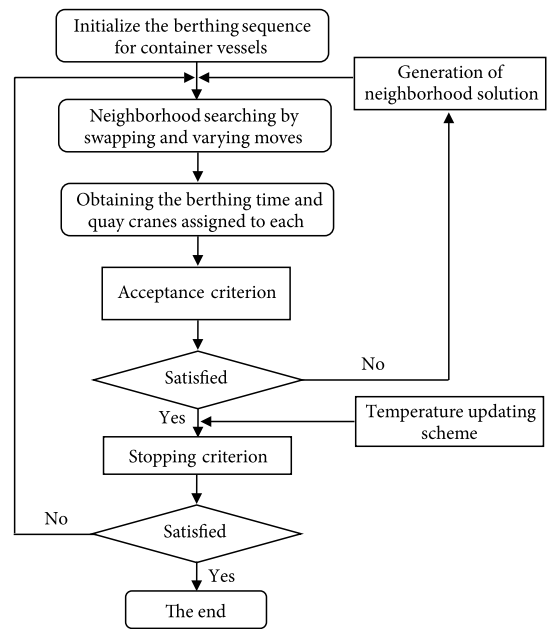 Initialize the berthing sequence
for container vessels
Generation of
neighborhood solution
Neighborhood searching by
swapping and varying moves
Obtaining the berthing time and
quay cranes assigned to each
Acceptance criterion
Satisfied
No
Yes
Temperature updating
scheme
Stopping criterion
Satisfied
No
Yes
The end